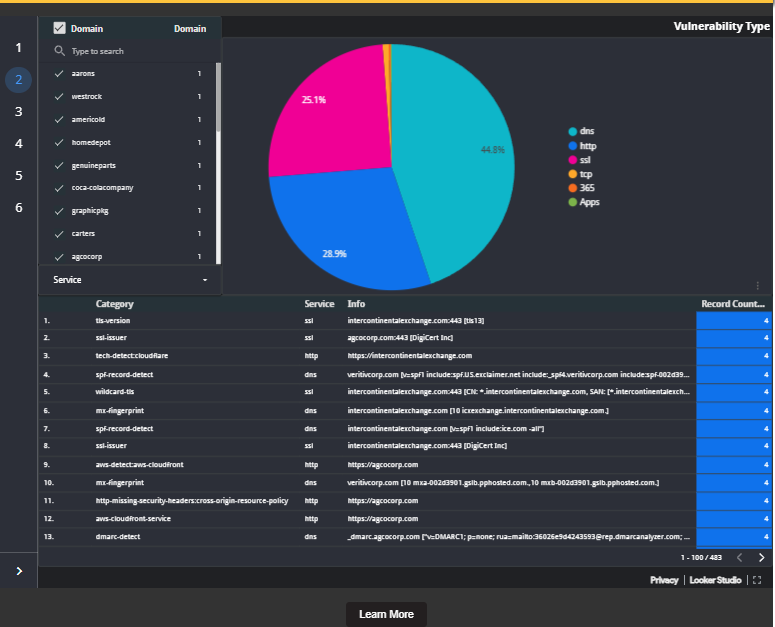 Vulnerability Type
Domain Domain
Type to search
1
2
3
4
5
6
aarons 1
westrock 1
americold 1
homedepot 1
genuineparts 1
coca-colacompany 1
graphicpkg 1
carters 1
agcocorp 1
Service
25.1%
44.8%
28.9%
dns
http
ssl
tcp
365
Apps
Category Service Info Record Count...
1. tls-version ssl intercontinentalexchange.com:443 [tls13] 4
2. ssl-issuer ssl agcocorp.com:443 [DigiCert Inc] 4
3. tech-detect:cloudflare http https://intercontinentalexchange.com 4
4. spf-record-detect dns veritivcorp.com [v=spf1 include:spf.US.exclaimer.net include:_spf4.veritivcorp.com include:spf-002d39... 4
5. wildcard-tls ssl intercontinentalexchange.com:443 [CN: *.intercontinentalexchange.com, SAN: [*.intercontinentalexch... 4
6. mx-fingerprint dns intercontinentalexchange.com [10 icexchange.intercontinentalexchange.com.] 4
7. spf-record-detect dns intercontinentalexchange.com [v=spf1 include:ice.com -all"] 4
8. ssl-issuer ssl intercontinentalexchange.com:443 [DigiCert Inc] 4
9. aws-detect:aws-cloudfront http https://agcocorp.com 4
10. mx-fingerprint dns veritivcorp.com [10 mxa-002d3901.gslb.pphosted.com.,10 mxb-002d3901.gslb.pphosted.com.] 4
11. http-missing-security-headers:cross-origin-resource-policy http https://agcocorp.com 4
12. aws-cloudfront-service http https://agcocorp.com 4
13. dmarc-detect dns _dmarc.agcocorp.com ["v=DMARC1; p=none; rua=mailto:36026e9d4243593@rep.dmarcanalyzer.com; ... 4
1 - 100 / 483
Privacy Looker Studio
Learn More